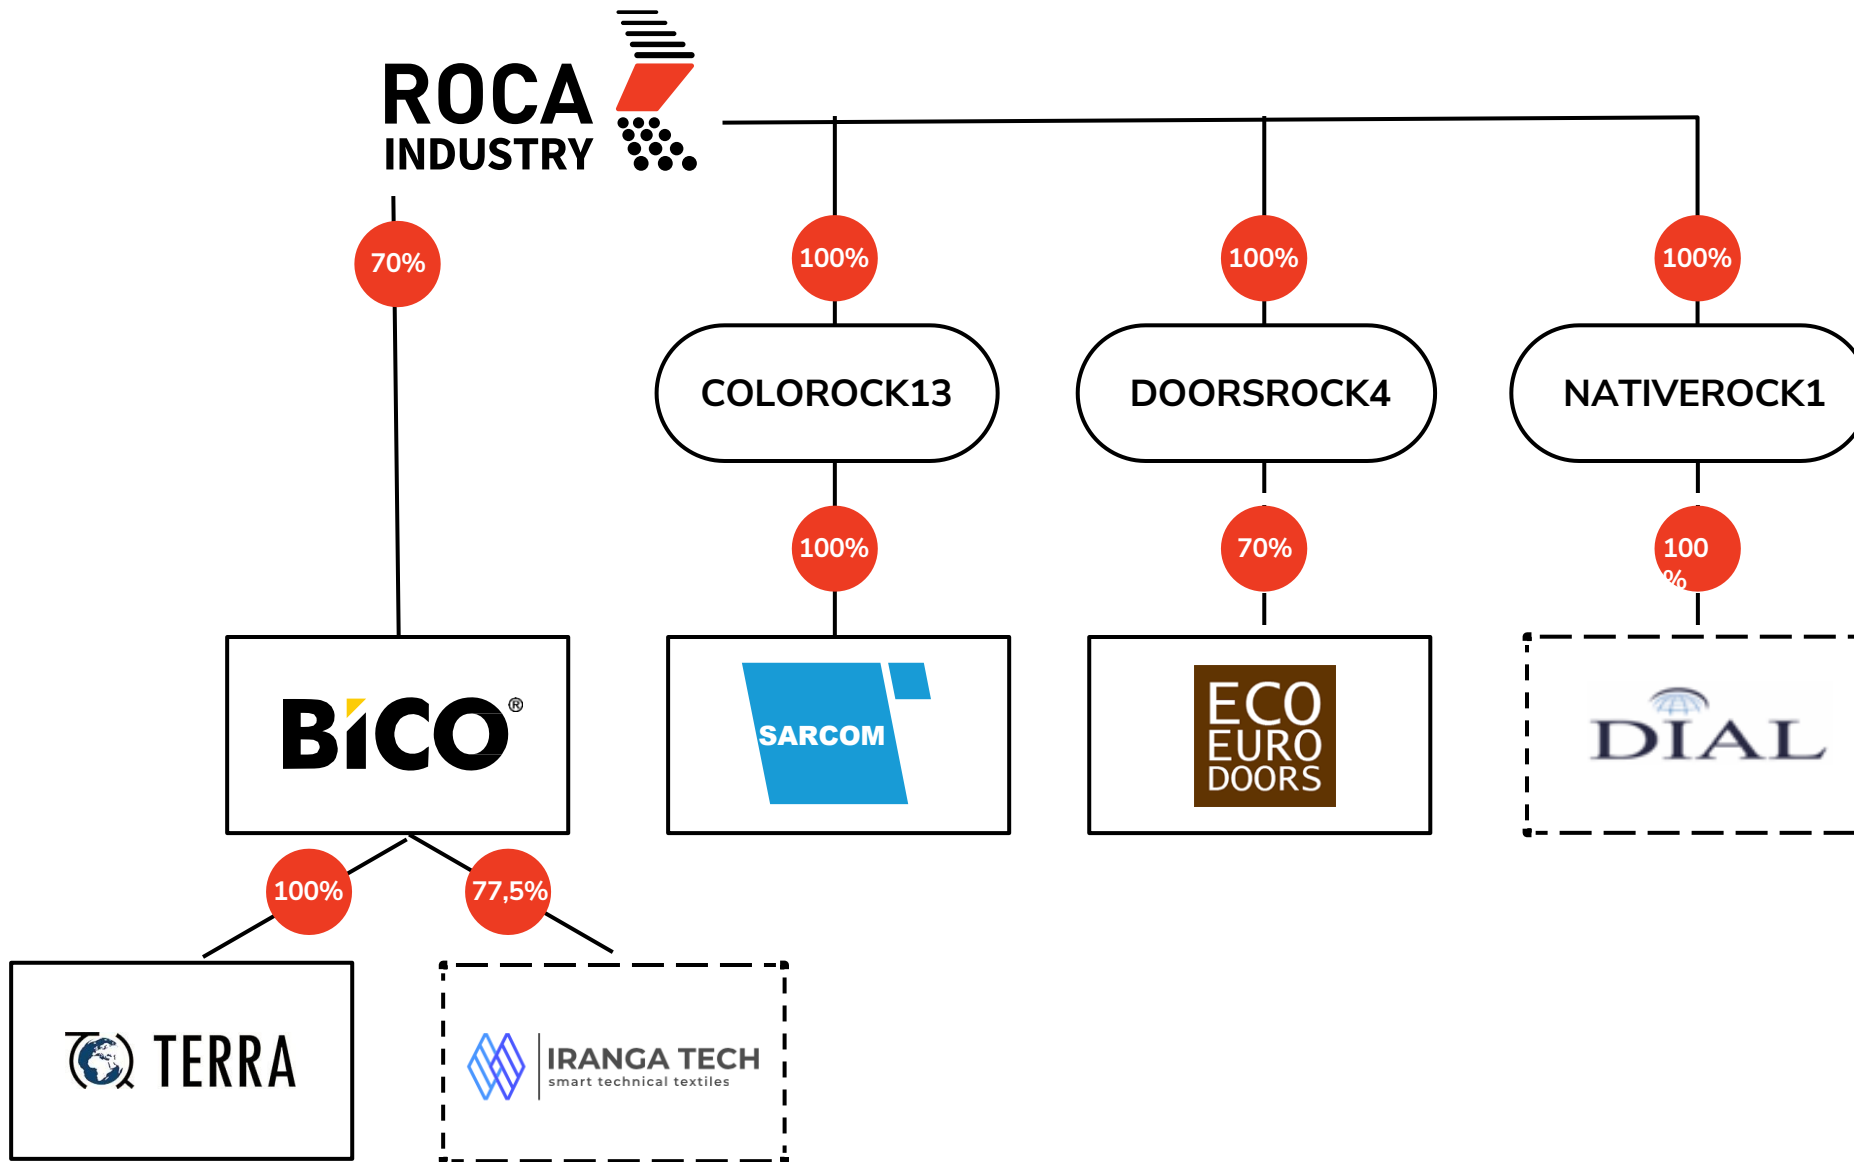 ROCA
INDUSTRY
70%
100%
100%
100%
COLOROCK13
DOORSROCK4
NATIVEROCK1
100%
70%
100
%
BiCO®
SARCOM
ECO
EURO
DOORS
DIAL
100%
77,5%
TERRA
IRANGA TECH
smart technical textiles